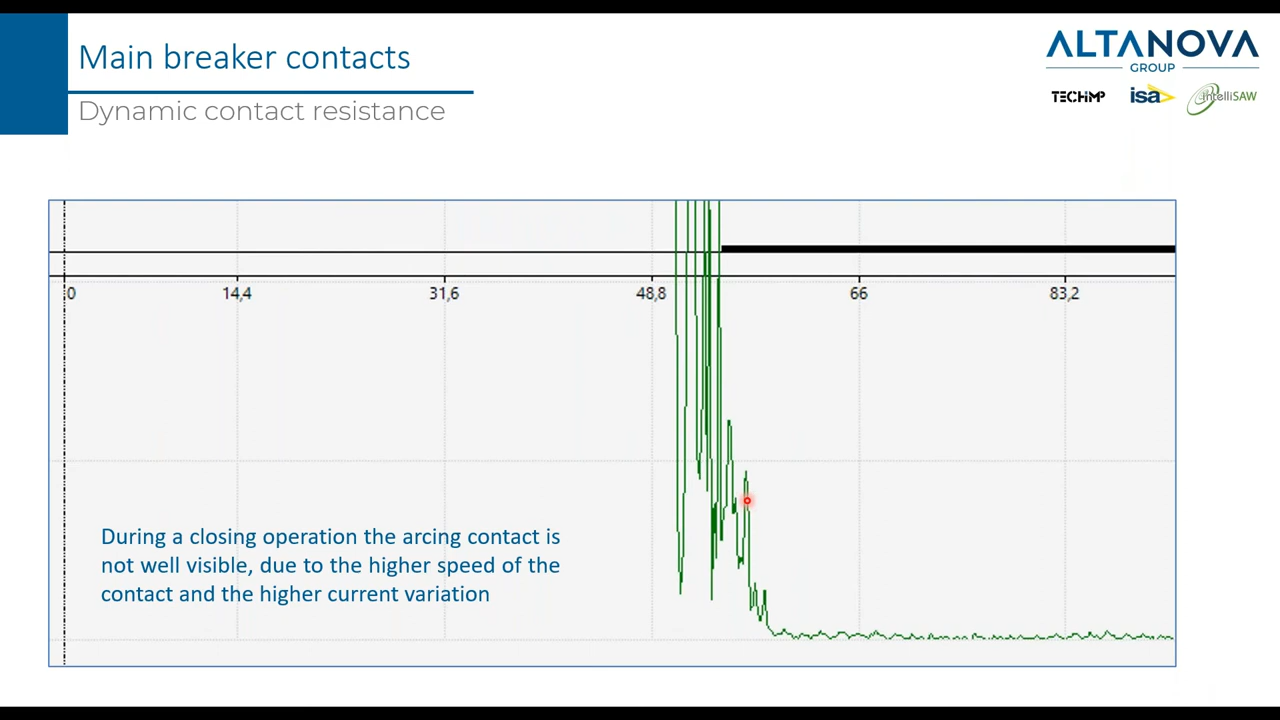 Main breaker contacts
Dynamic contact resistance
ALTANOVA
GROUP
TECHIMP isa intelliSAW
0 14,4 31,6 48,8 66 83,2
During a closing operation the arcing contact is
not well visible, due to the higher speed of the
contact and the higher current variation